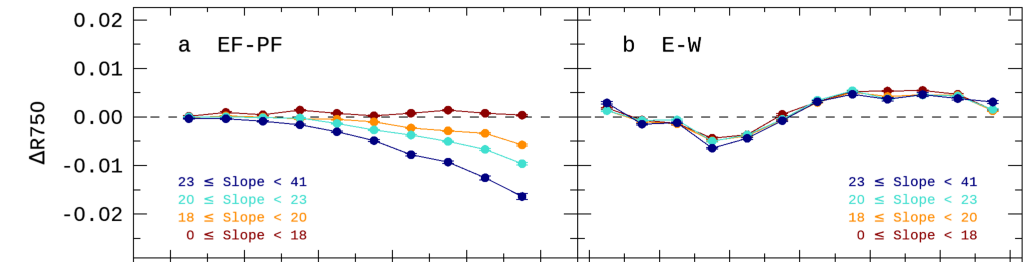 0.02
0.01
0.00
-0.01
-0.02
ΔR750
a EF-PF
23 ≤ Slope < 41
20 ≤ Slope < 23
18 ≤ Slope < 20
0 ≤ Slope < 18
b E-W
23 ≤ Slope < 41
20 ≤ Slope < 23
18 ≤ Slope < 20
0 ≤ Slope < 18